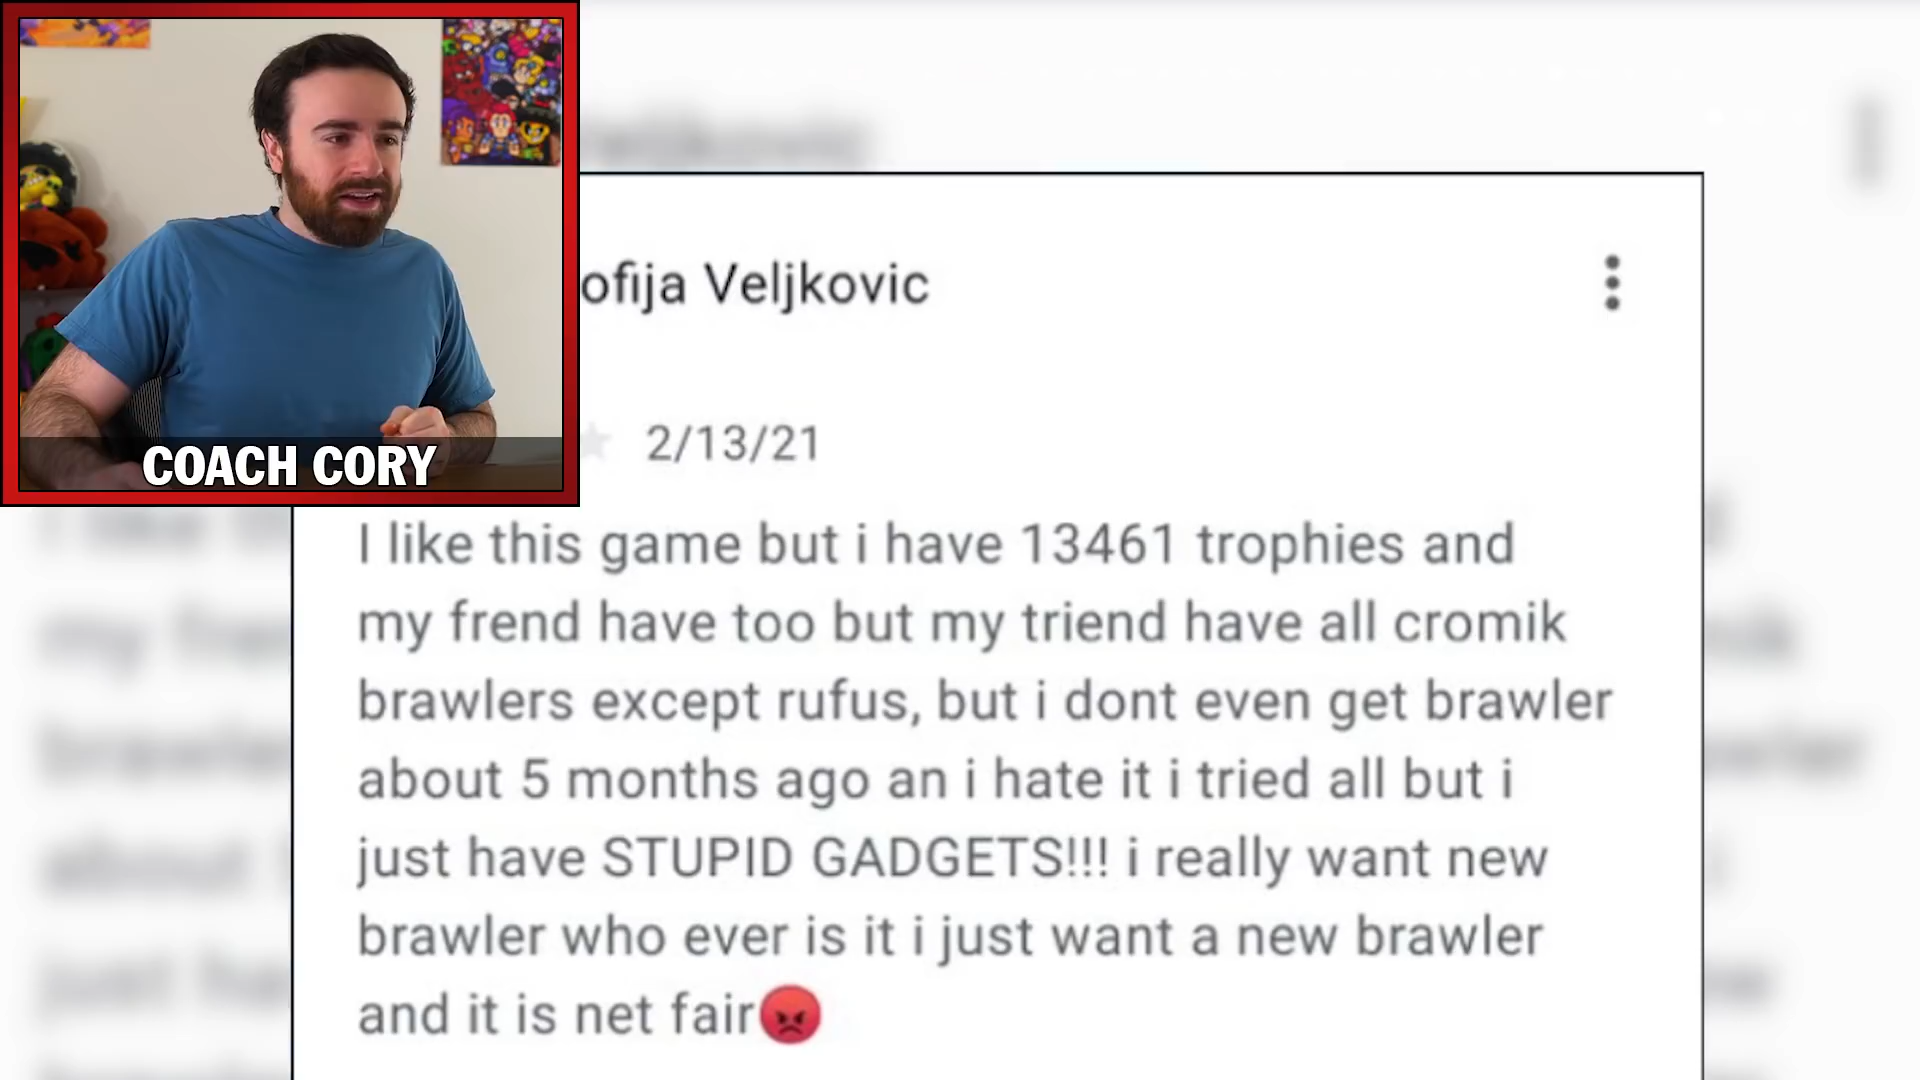 COACH CORY
ofija Veljkovic
2/13/21
I like this game but i have 13461 trophies and
my frend have too but my triend have all cromik
brawlers except rufus, but i dont even get brawler
about 5 months ago an i hate it i tried all but i
just have STUPID GADGETS!!! i really want new
brawler who ever is it i just want a new brawler
and it is net fair😡